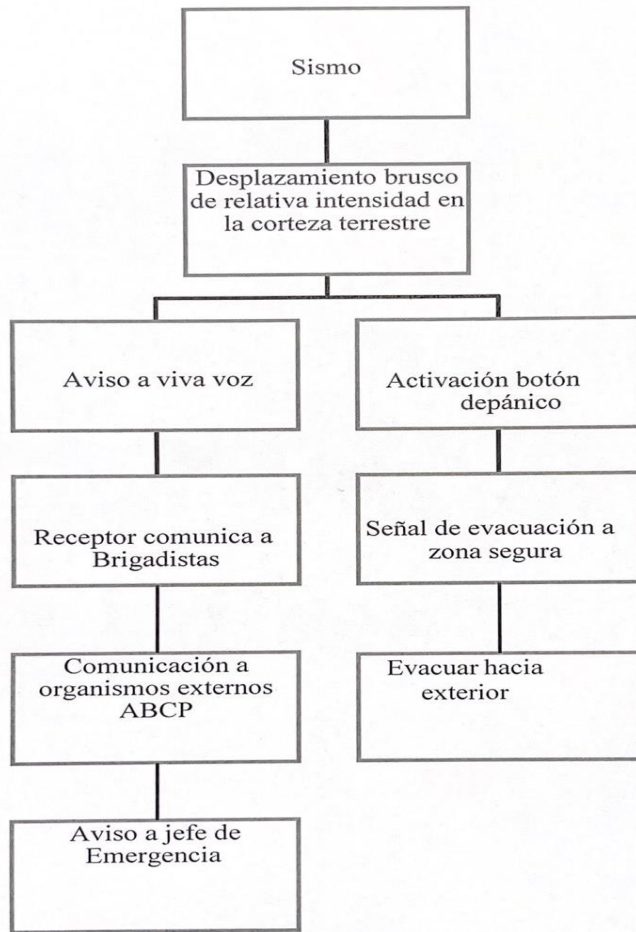 Sismo
Desplazamiento brusco
de relativa intensidad en
la corteza terrestre
Aviso a viva voz
Activación botón
depánico
Receptor comunica a
Brigadistas
Señal de evacuación a
zona segura
Comunicación a
organismos externos
ABCP
Evacuar hacia
exterior
Aviso a jefe de
Emergencia